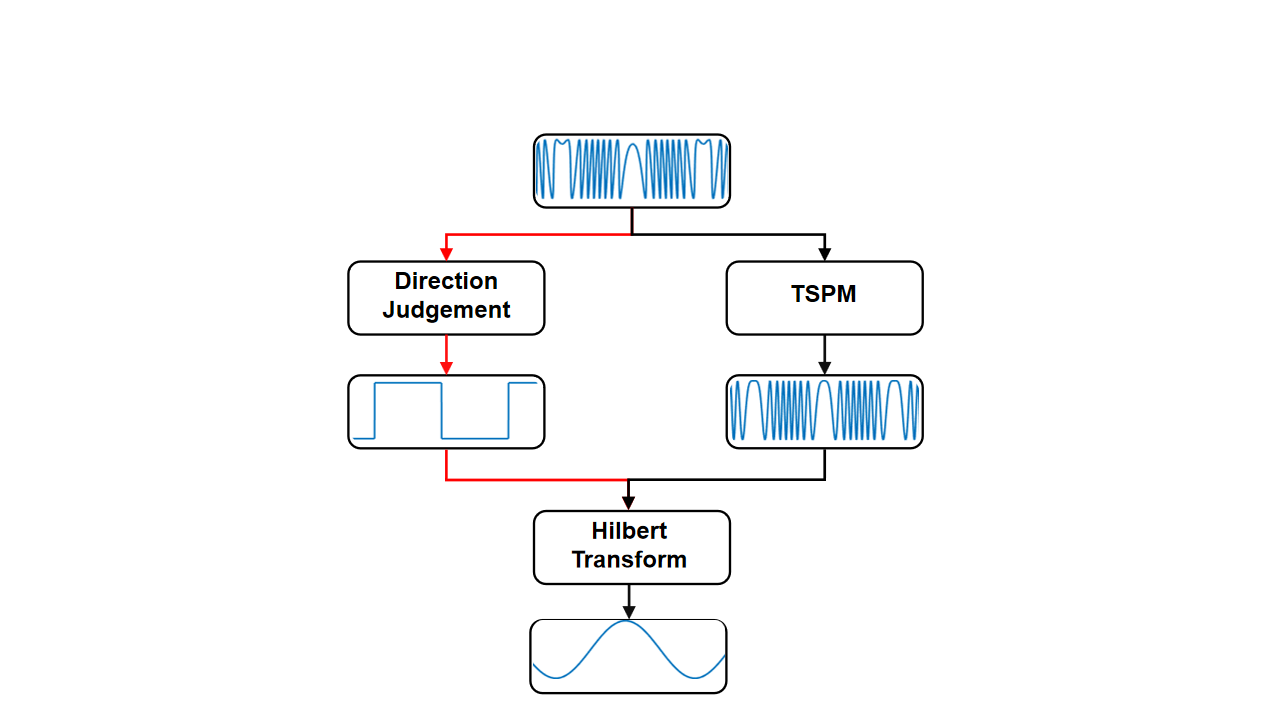 Direction
Judgement
TSPM
Hilbert
Transform